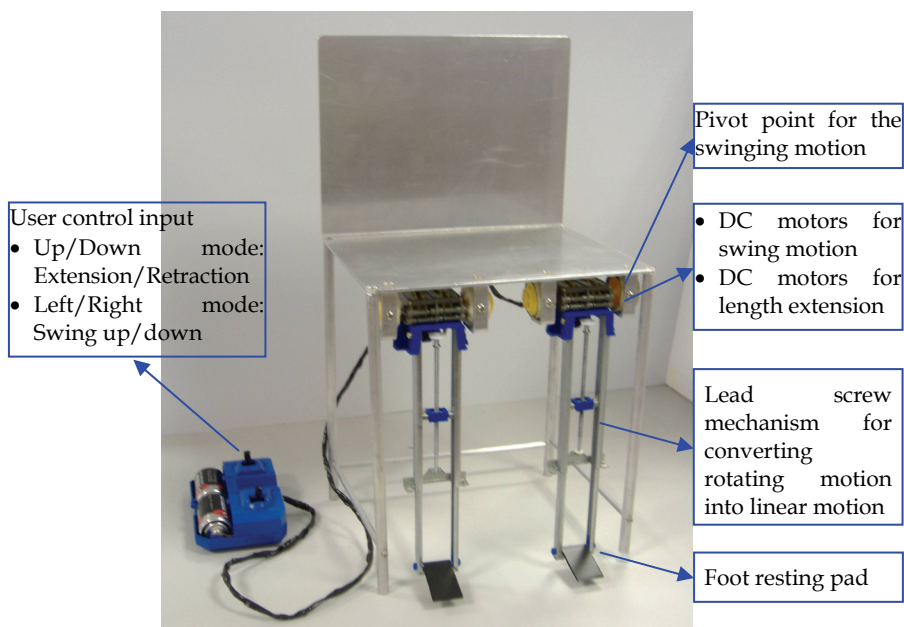 User control input
• Up/Down mode:
Extension/Retraction
• Left/Right mode:
Swing up/down
Pivot point for the
swinging motion
• DC motors for
swing motion
• DC motors for
length extension
Lead screw
mechanism for
converting
rotating motion
into linear motion
Foot resting pad